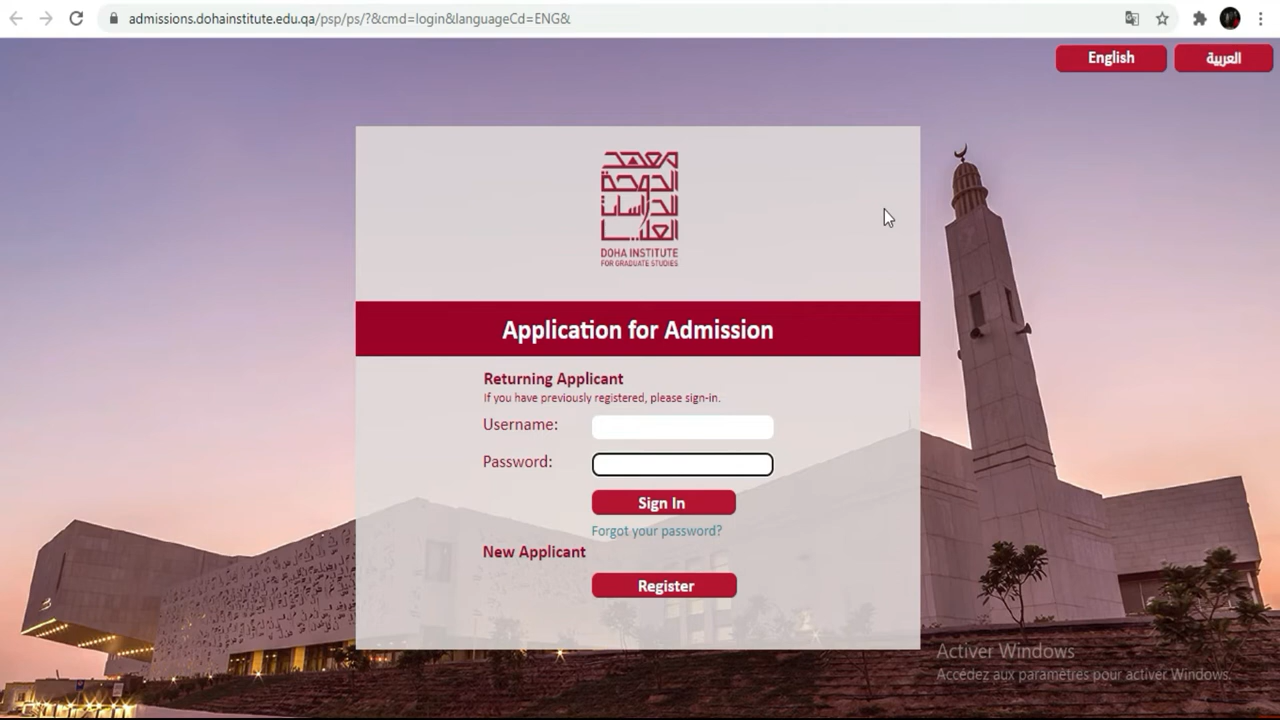 admissions.dohainstitute.edu.qa/psp/ps/?&cmd=login&languageCd=ENG&
English
العربية
معهد
الدوحة
للدراسات
العليا
DOHA INSTITUTE
FOR GRADUATE STUDIES
Application for Admission
Returning Applicant
If you have previously registered, please sign-in.
Username:
Password:
Sign In
Forgot your password?
New Applicant
Register
Activer Windows
Accédez aux paramètres pour activer Windows.